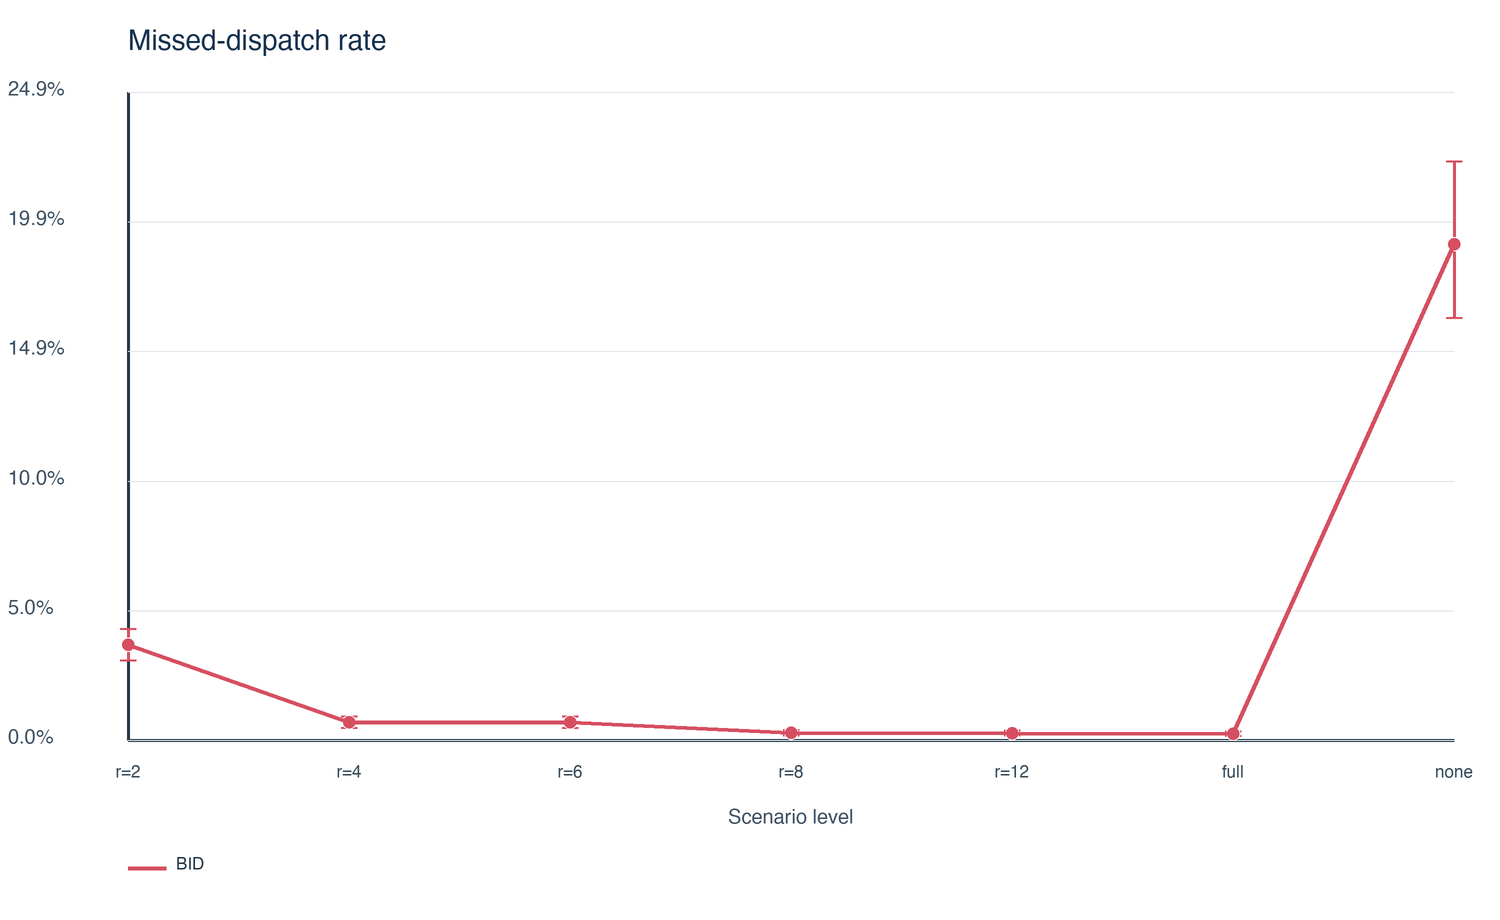 Missed-dispatch rate
24.9%
19.9%
14.9%
10.0%
5.0%
0.0%
r=2 r=4 r=6 r=8 r=12 full none
Scenario level
BID